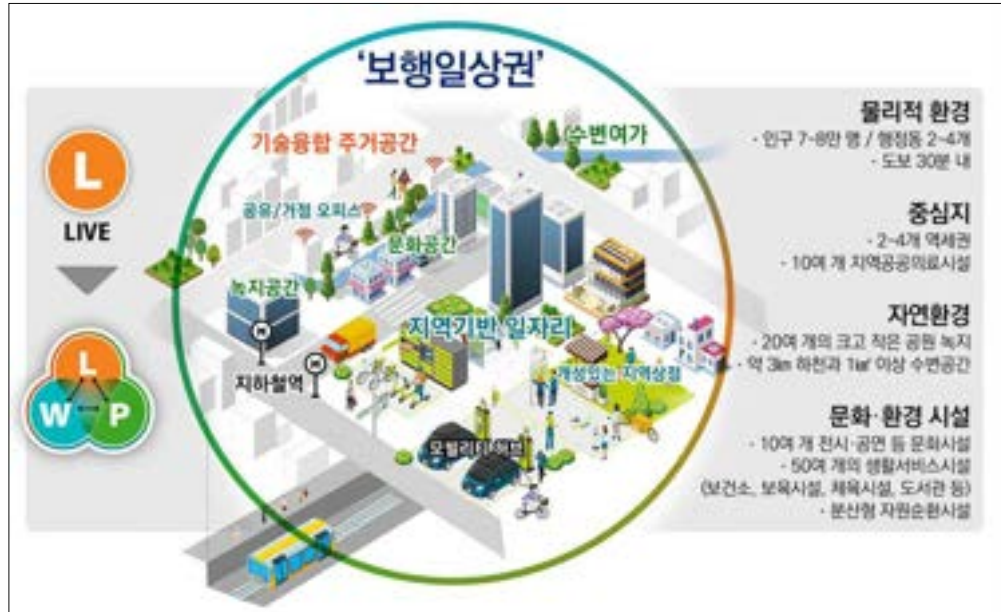 '보행일상권'
L
LIVE
L
W P
기술융합 주거공간
수변여가
공유/거점 오피스
문화공간
녹지공간
M
지역기반 일자리
M
지하철역
개성있는 지역상점
모빌리티 허브
물리적 환경
· 인구 7~8만 명 / 행정동 2~4개
· 도보 30분 내
중심지
· 2~4개 역세권
· 10여 개 지역공공의료시설
자연환경
· 20여 개의 크고 작은 공원 녹지
· 약 3㎞ 하천과 1㎢ 이상 수변공간
문화·환경 시설
· 10여 개 전시·공연 등 문화시설
· 50여 개의 생활서비스시설
(보건소, 보육시설, 체육시설, 도서관 등)
· 분산형 자원순환시설